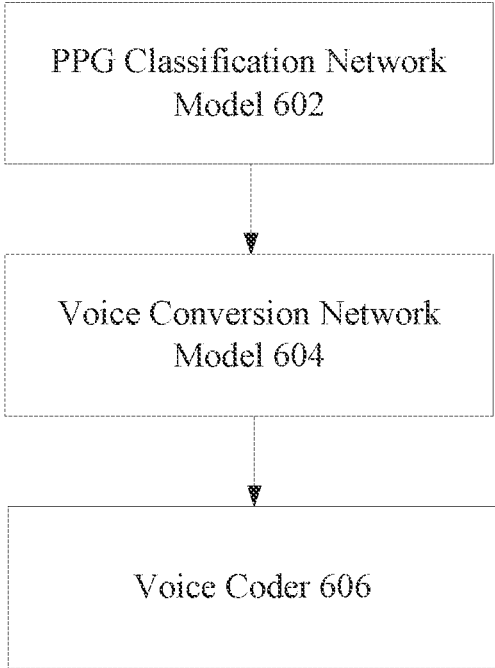 PPG Classification Network
Model 602
Voice Conversion Network
Model 604
Voice Coder 606